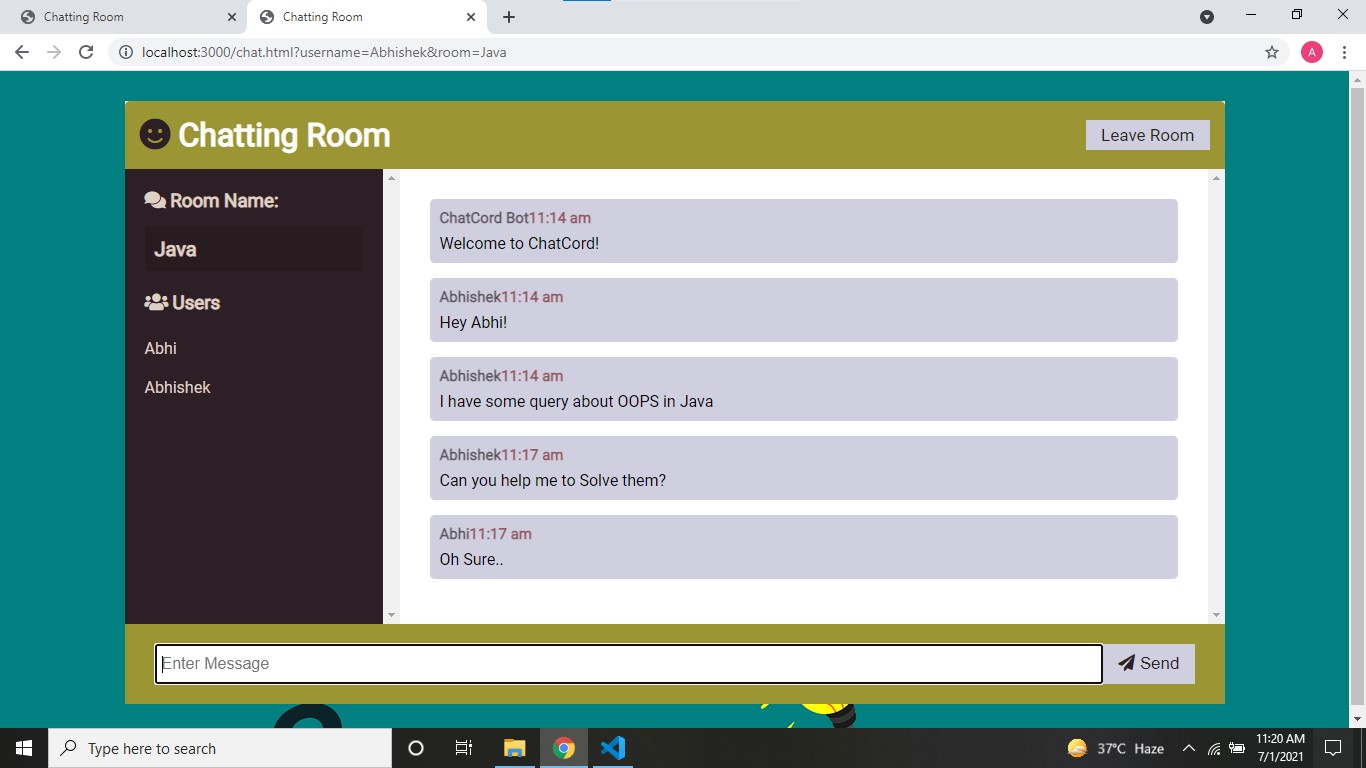 Chatting Room
Chatting Room
localhost:3000/chat.html?username=Abhishek&room=Java
A
Chatting Room
Leave Room
Room Name:
Java
Users
Abhi
Abhishek
ChatCord Bot11:14 am
Welcome to ChatCord!
Abhishek11:14 am
Hey Abhi!
Abhishek11:14 am
I have some query about OOPS in Java
Abhishek11:17 am
Can you help me to Solve them?
Abhi11:17 am
Oh Sure..
Enter Message
Send
Type here to search
37°C Haze
11:20 AM
7/1/2021